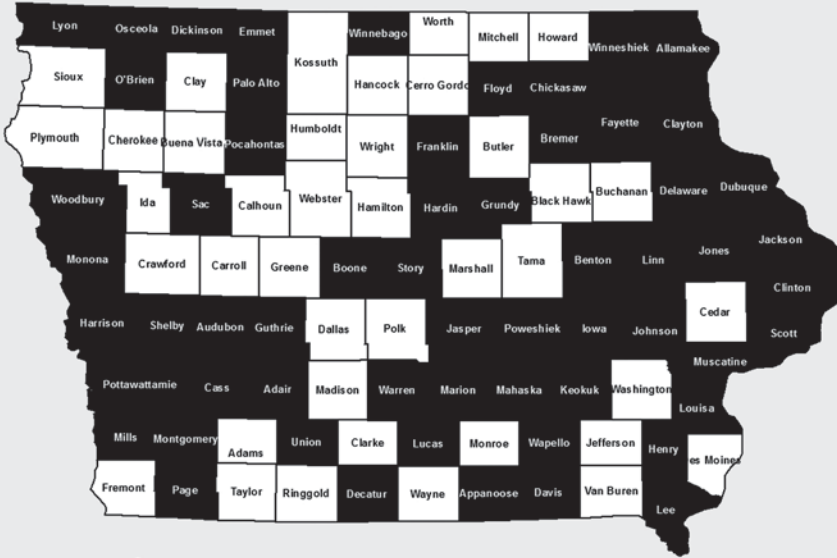 Lyon
Osceola
Dickinson
Emmet
Winnebago
Worth
Mitchell
Howard
Winneshiek
Allamakee
Kossuth
Sioux
O'Brien
Clay
Palo Alto
Hancock
Cerro Gordo
Floyd
Chickasaw
Plymouth
Cherokee
Buena Vista
Pocahontas
Humboldt
Wright
Franklin
Butler
Bremer
Fayette
Clayton
Woodbury
Ida
Sac
Calhoun
Webster
Hamilton
Hardin
Grundy
Black Hawk
Buchanan
Delaware
Dubuque
Monona
Crawford
Carroll
Greene
Boone
Story
Marshall
Tama
Benton
Linn
Jones
Jackson
Clinton
Cedar
Harrison
Shelby
Audubon
Guthrie
Dallas
Polk
Jasper
Poweshiek
Iowa
Johnson
Scott
Muscatine
Pottawattamie
Cass
Adair
Madison
Warren
Marion
Mahaska
Keokuk
Washington
Louisa
Mills
Montgomery
Adams
Union
Clarke
Lucas
Monroe
Wapello
Jefferson
Henry
es Moines
Fremont
Page
Taylor
Ringgold
Decatur
Wayne
Appanoose
Davis
Van Buren
Lee